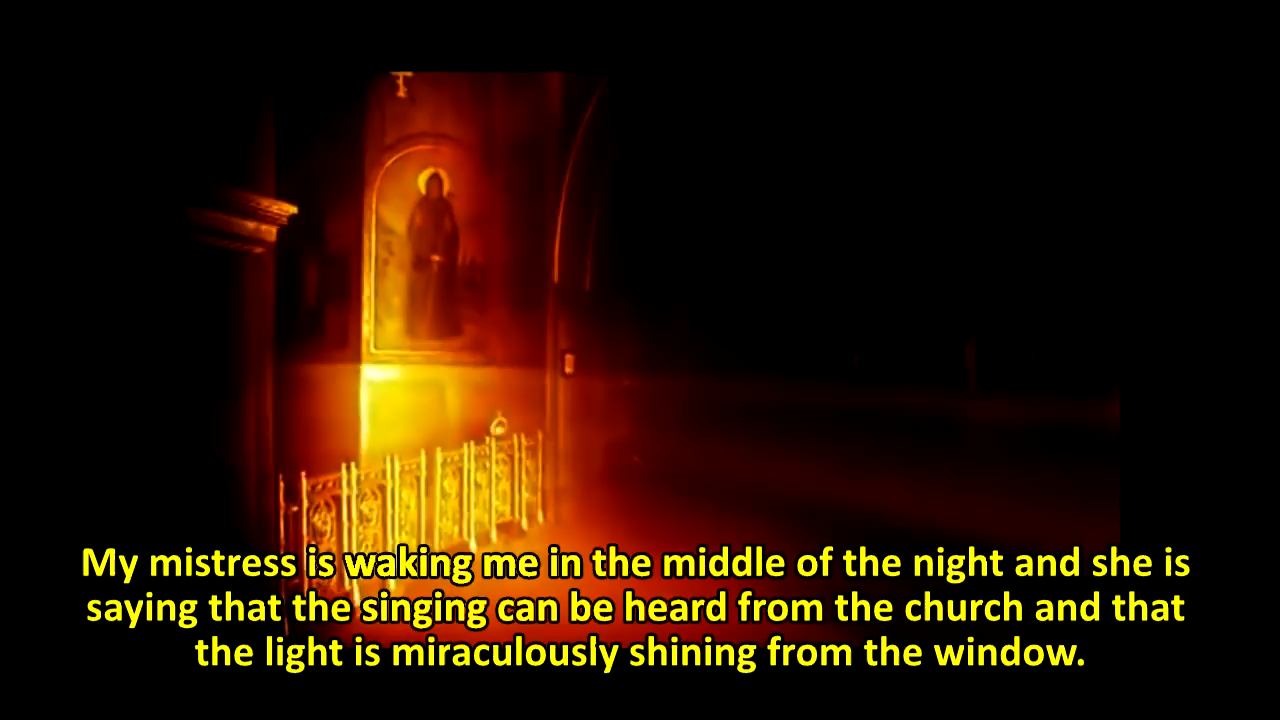 My mistress is waking me in the middle of the night and she is
saying that the singing can be heard from the church and that
the light is miraculously shining from the window.